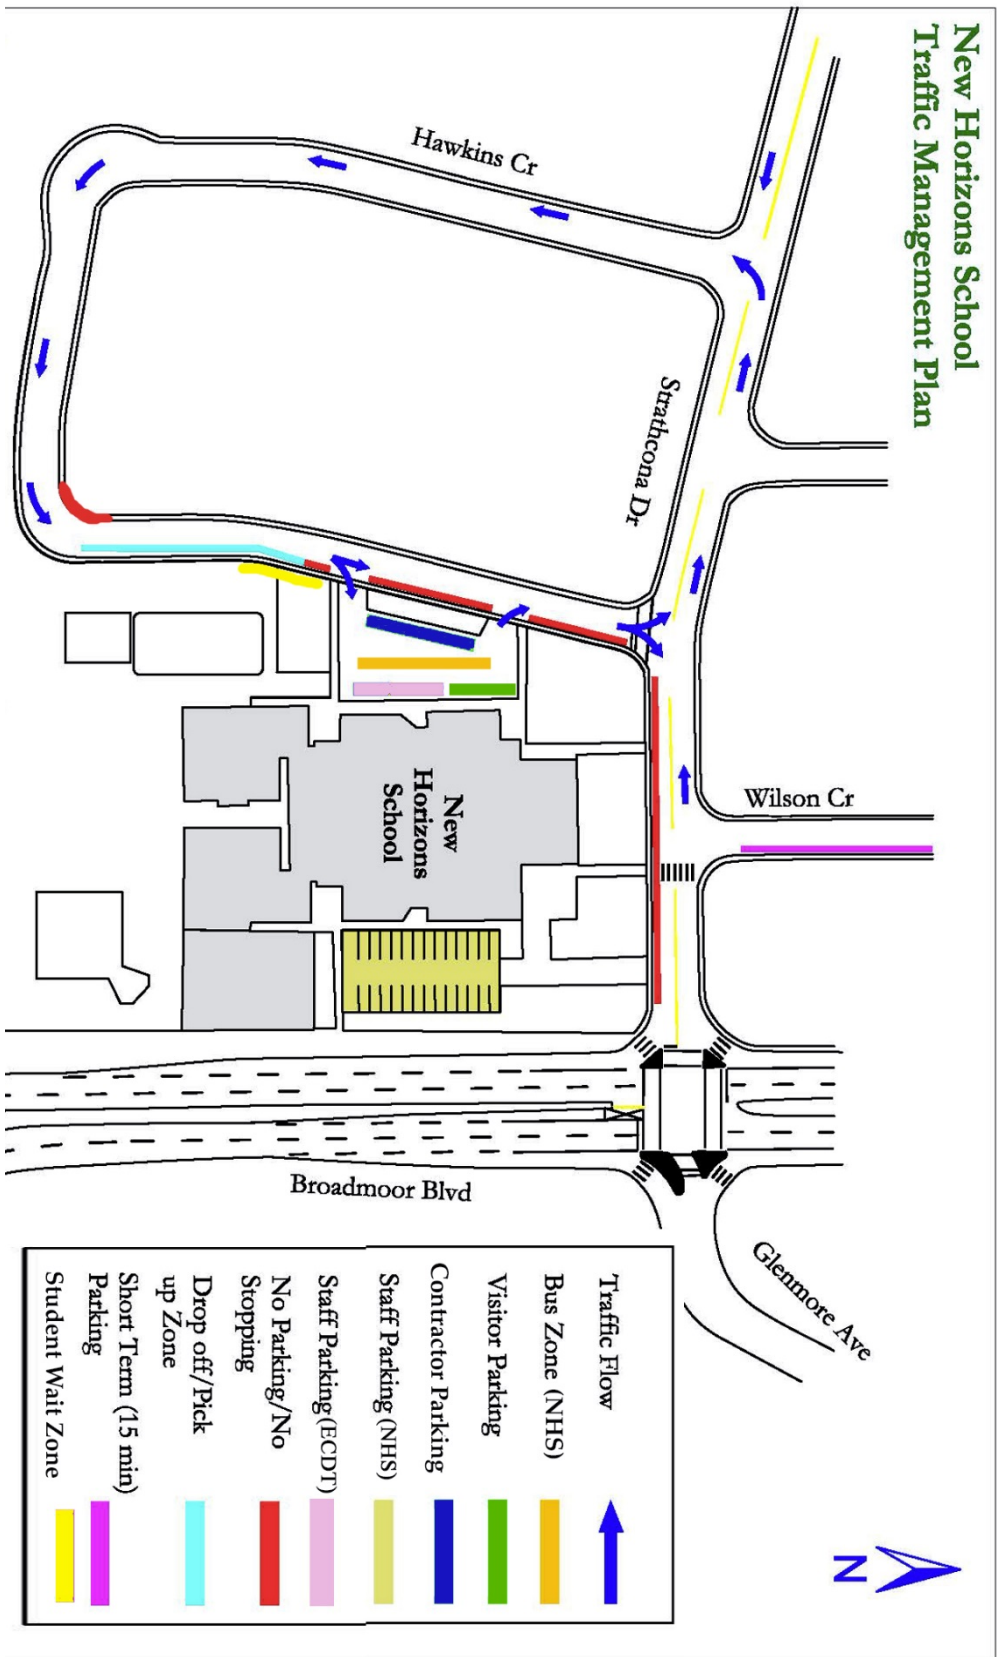 New Horizons School
Traffic Management Plan
Hawkins Cr
Strathcona Dr
Wilson Cr
New
Horizons
School
Broadmoor Blvd
Glenmore Ave
Traffic Flow
Bus Zone (NHS)
Visitor Parking
Contractor Parking
Staff Parking (NHS)
Staff Parking (ECDT)
No Parking/No
Stopping
Drop off/Pick
up Zone
Short Term (15 min)
Parking
Student Wait Zone
N